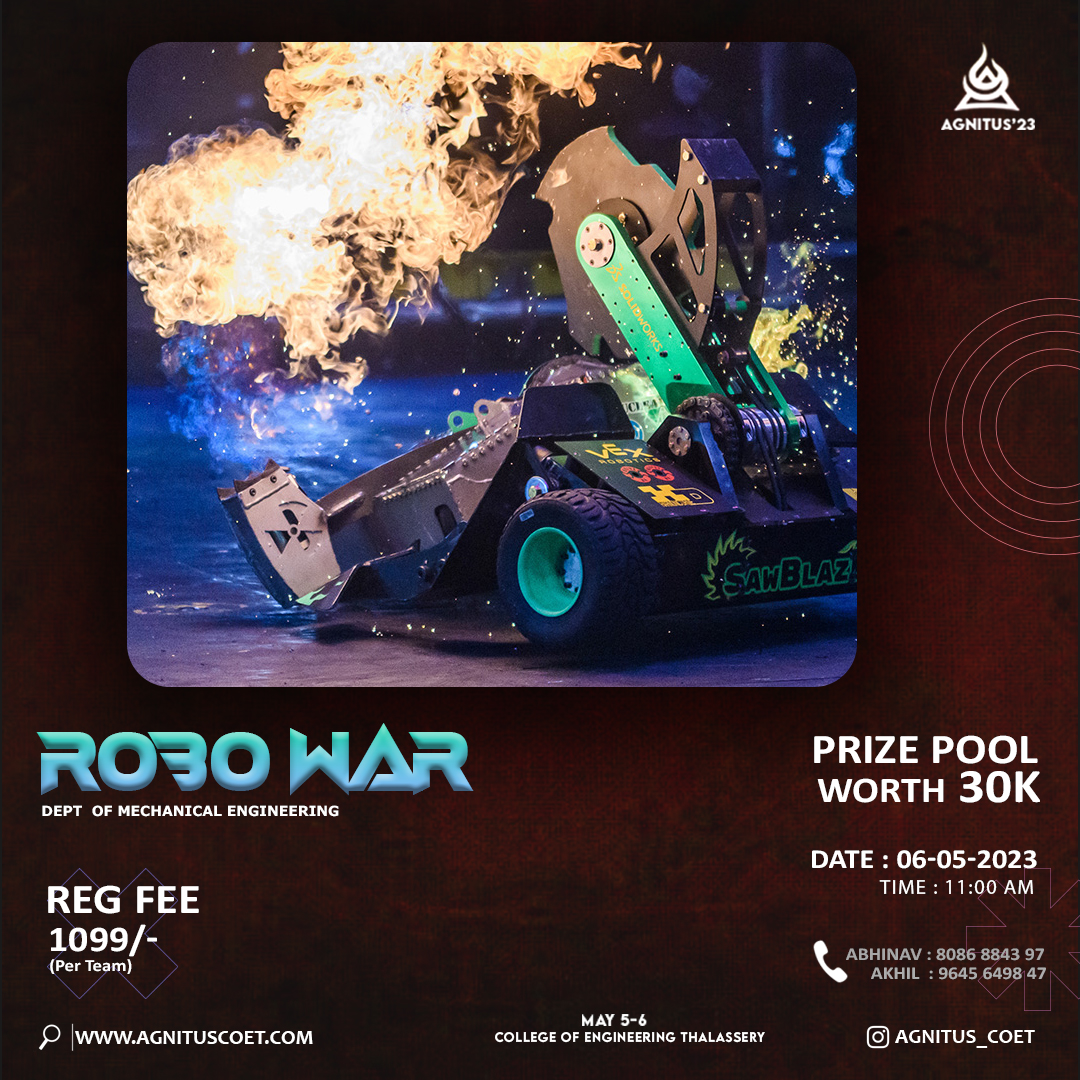 AGNITUS'23
SOLIDWORKS
VEX
ROBOTICS
SAWBLAZ
ROBO WAR
DEPT OF MECHANICAL ENGINEERING
PRIZE POOL
WORTH 30K
DATE : 06-05-2023
TIME : 11:00 AM
REG FEE
1099/-
(Per Team)
ABHINAV : 8086 8843 97
AKHIL : 9645 6498 47
WWW.AGNITUSCOET.COM
MAY 5-6
COLLEGE OF ENGINEERING THALASSERY
AGNITUS_COET